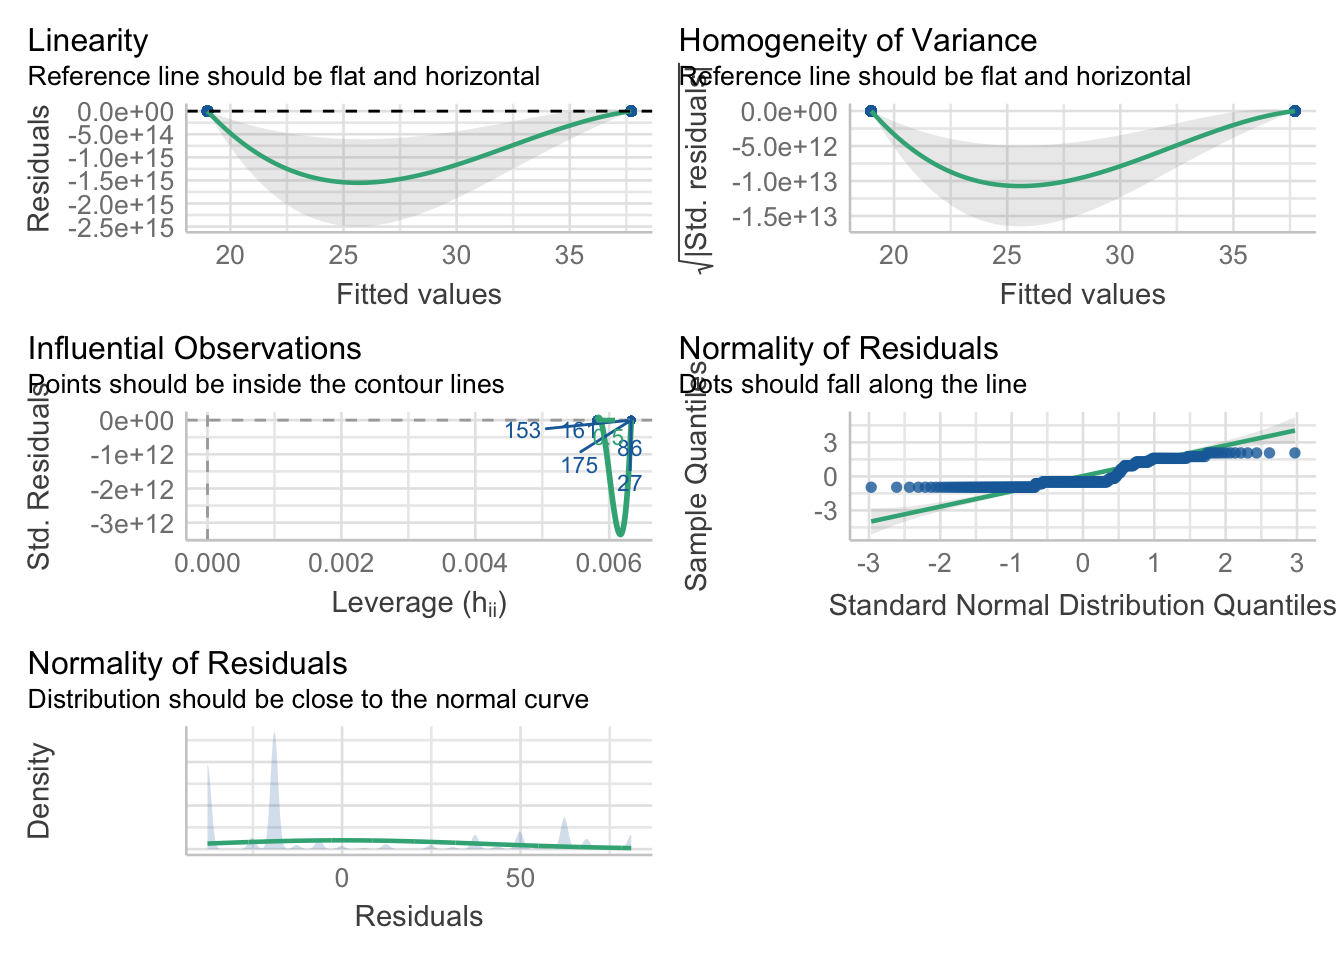 Linearity
Reference line should be flat and horizontal
Residuals
0.0e+00
-5.0e+14
-1.0e+15
-1.5e+15
-2.0e+15
-2.5e+15
20 25 30 35
Fitted values
Homogeneity of Variance
Reference line should be flat and horizontal
√|Std. residuals|
0.0e+00
-5.0e+12
-1.0e+13
-1.5e+13
20 25 30 35
Fitted values
Influential Observations
Points should be inside the contour lines
Std. Residuals
0e+00
-1e+12
-2e+12
-3e+12
153 161 0.5 86
175
27
0.000 0.002 0.004 0.006
Leverage (hii)
Normality of Residuals
Dots should fall along the line
Sample Quantiles
3
0
-3
-3 -2 -1 0 1 2 3
Standard Normal Distribution Quantiles
Normality of Residuals
Distribution should be close to the normal curve
Density
0 50
Residuals